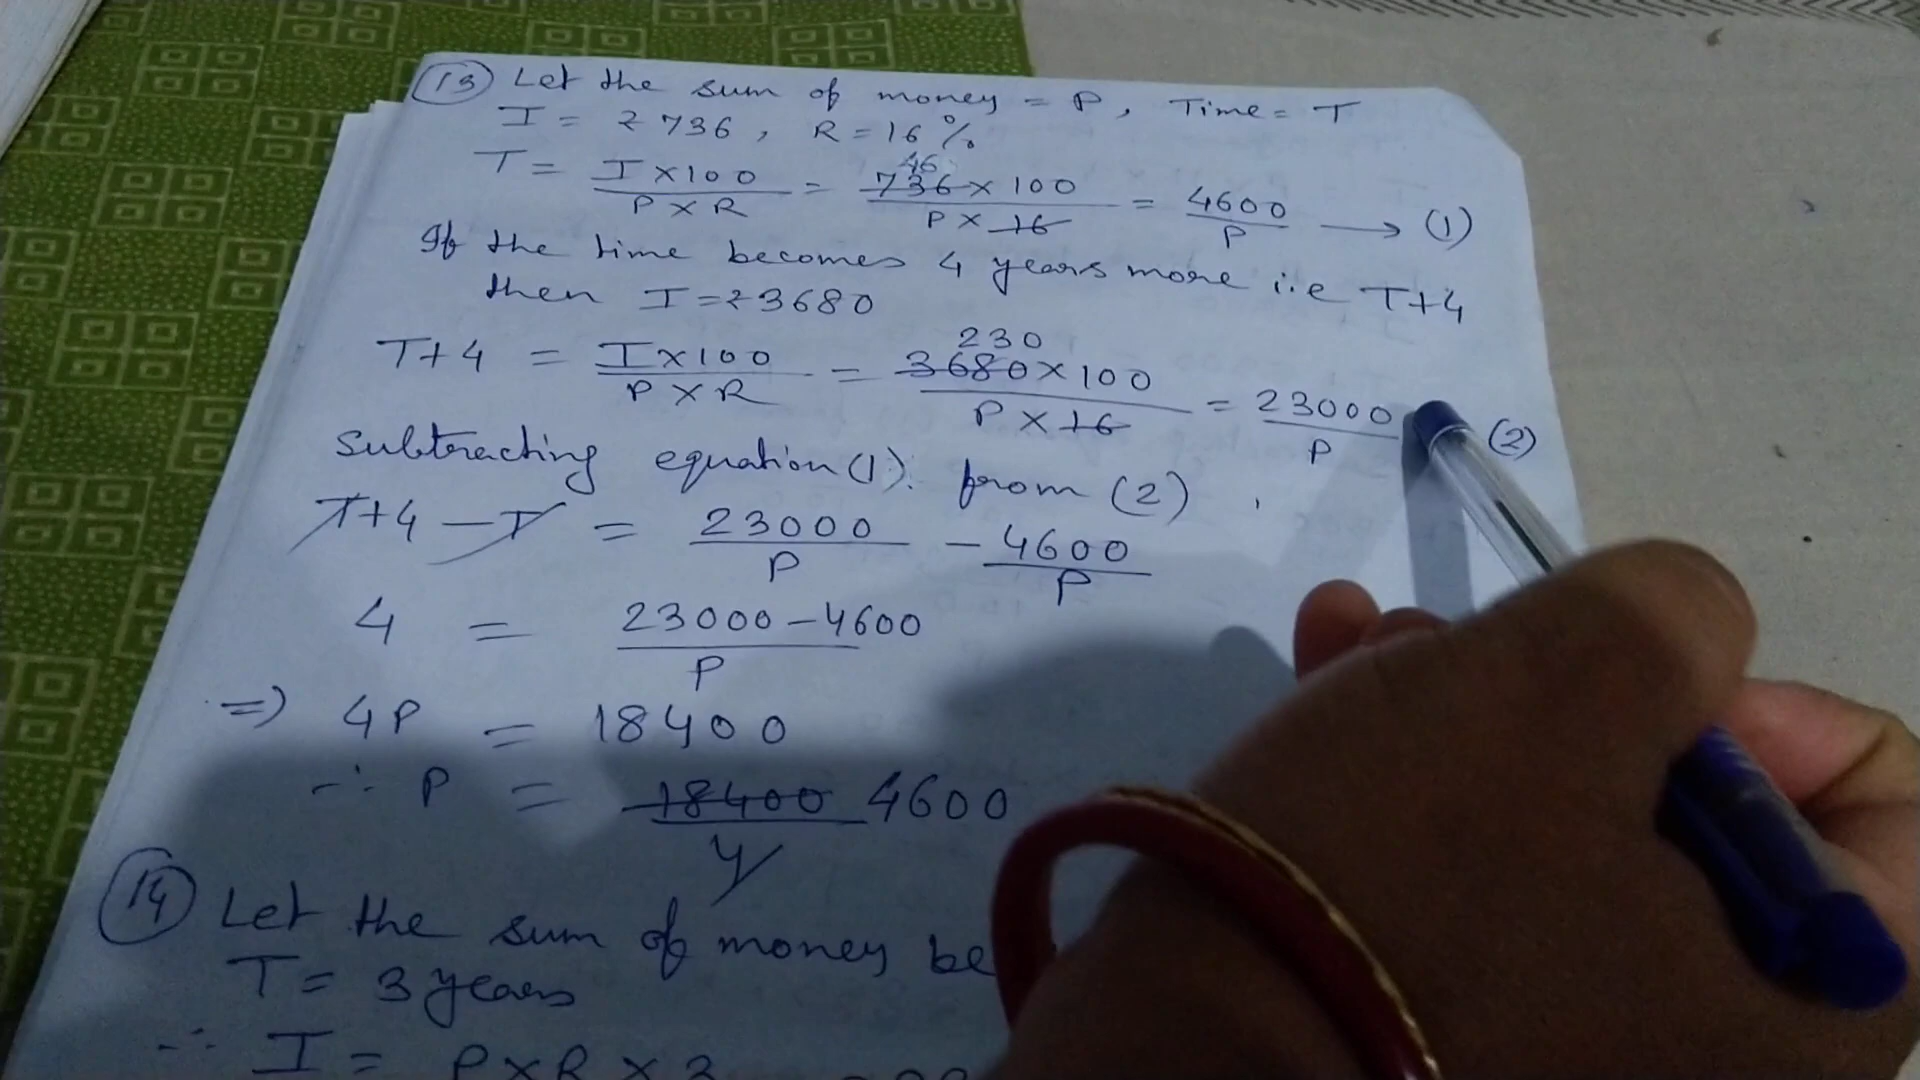 (13) Let the sum of money = P, Time = T
I = ₹736, R = 16%
T = I×100/P×R = 46 736×100/P×16 = 4600/P → (1)
If the time becomes 4 years more i.e T+4
then I = ₹3680
T+4 = I×100/P×R = 230 3680×100/P×16 = 23000/P (2)
Subtracting equation (1). from (2),
T+4 – T = 23000/P – 4600/P
4 = 23000–4600/P
⇒ 4P = 18400
∴ P = 18400/4 4600
(14) Let the sum of money be
T = 3 years
∴ I = P×R×3